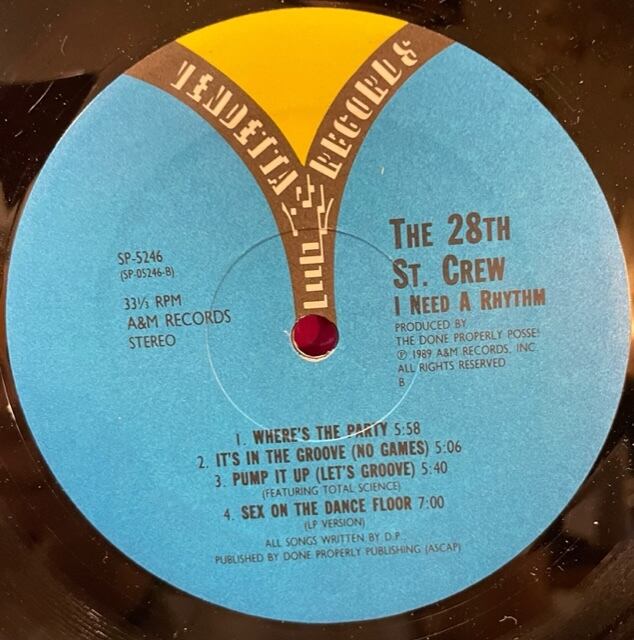 VENDETTA RECORDS
SP-5246
(SP-05246-B)
33⅓ RPM
A&M RECORDS
STEREO
THE 28TH
ST. CREW
I NEED A RHYTHM
PRODUCED BY
THE DONE PROPERLY POSSE!
℗ 1989 A&M RECORDS, INC.
ALL RIGHTS RESERVED
B
1. WHERE'S THE PARTY 5:58
2. IT'S IN THE GROOVE (NO GAMES) 5:06
3. PUMP IT UP (LET'S GROOVE) 5:40
(FEATURING TOTAL SCIENCE)
4. SEX ON THE DANCE FLOOR 7:00
(LP VERSION)
ALL SONGS WRITTEN BY D.P.
PUBLISHED BY DONE PROPERLY PUBLISHING (ASCAP)